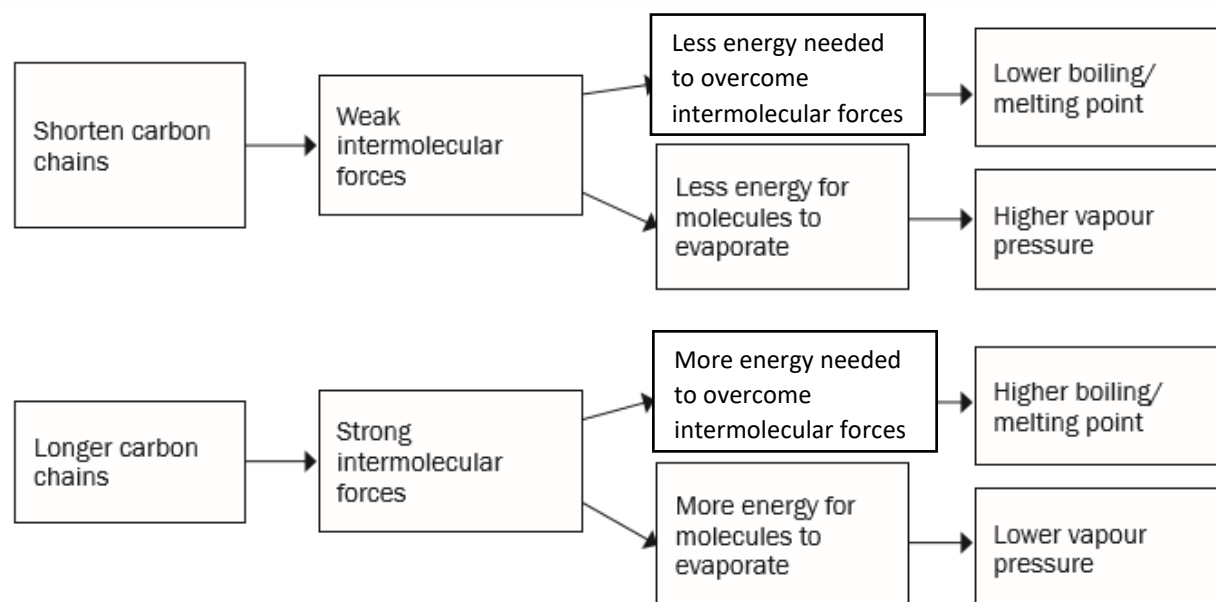 Shorten carbon
chains
Weak
intermolecular
forces
Less energy needed
to overcome
intermolecular forces
Lower boiling/
melting point
Less energy for
molecules to
evaporate
Higher vapour
pressure
Longer carbon
chains
Strong
intermolecular
forces
More energy needed
to overcome
intermolecular forces
Higher boiling/
melting point
More energy for
molecules to
evaporate
Lower vapour
pressure